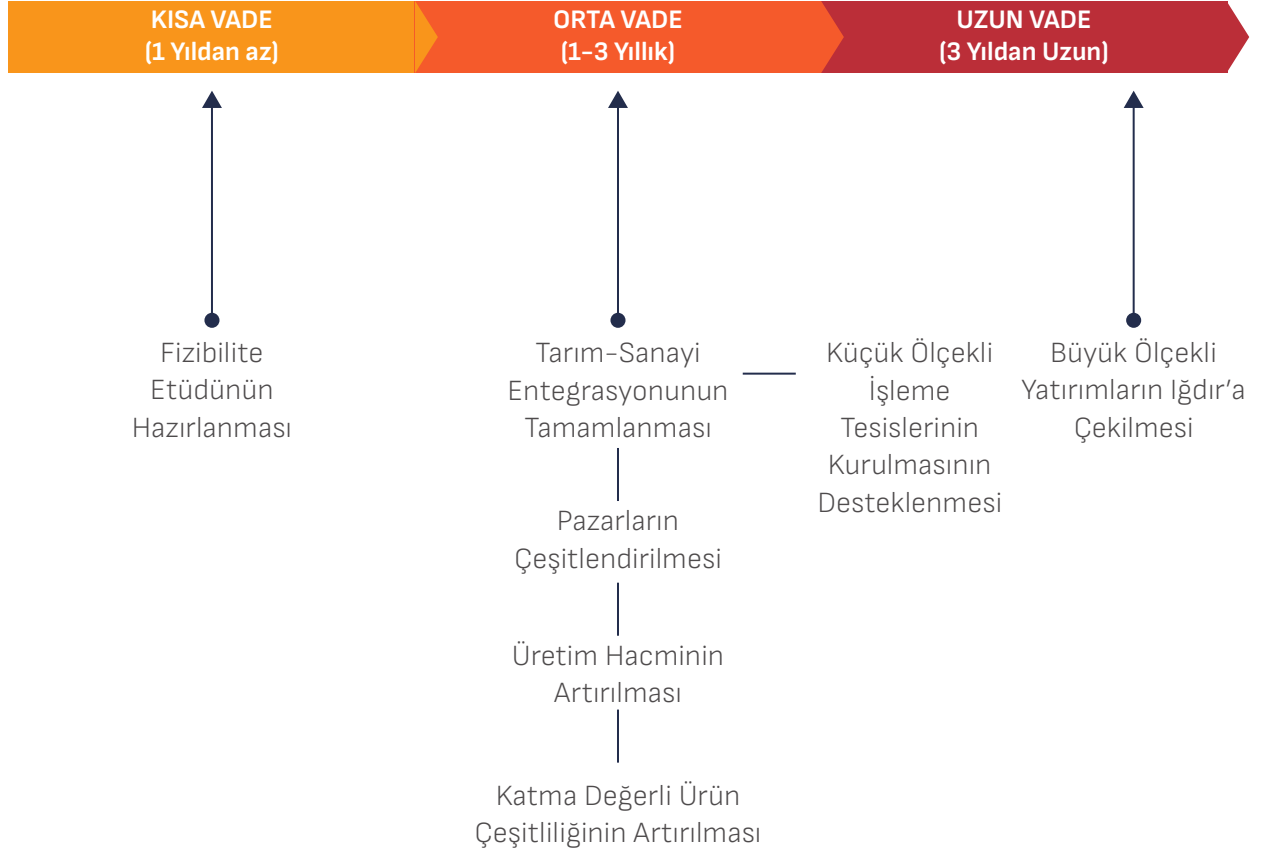 KISA VADE
(1 Yıldan az)
ORTA VADE
(1-3 Yıllık)
UZUN VADE
(3 Yıldan Uzun)
Fizibilite
Etüdünün
Hazırlanması
Tarım-Sanayi
Entegrasyonunun
Tamamlanması
Küçük Ölçekli
İşleme
Tesislerinin
Kurulmasının
Desteklenmesi
Büyük Ölçekli
Yatırımların Iğdır’a
Çekilmesi
Pazarların
Çeşitlendirilmesi
Üretim Hacminin
Artırılması
Katma Değerli Ürün
Çeşitliliğinin Artırılması